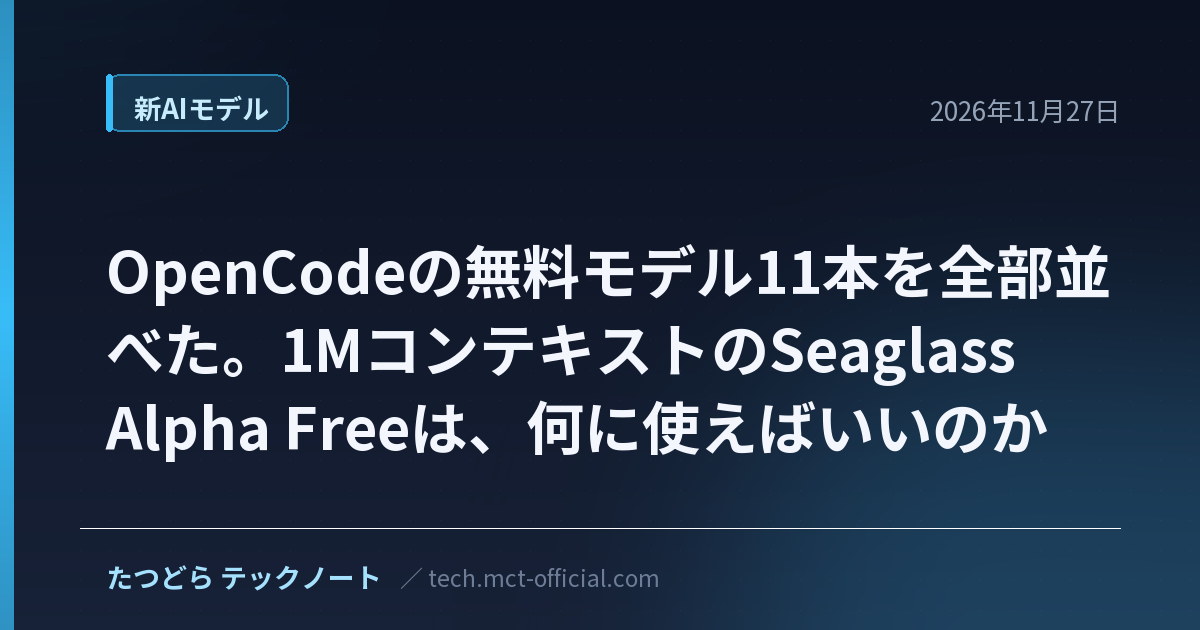 新AIモデル
2026年11月27日
OpenCodeの無料モデル11本を全部並
べた。1MコンテキストのSeaglass
Alpha Freeは、何に使えばいいのか
たつどら テックノート ／ tech.mct-official.com